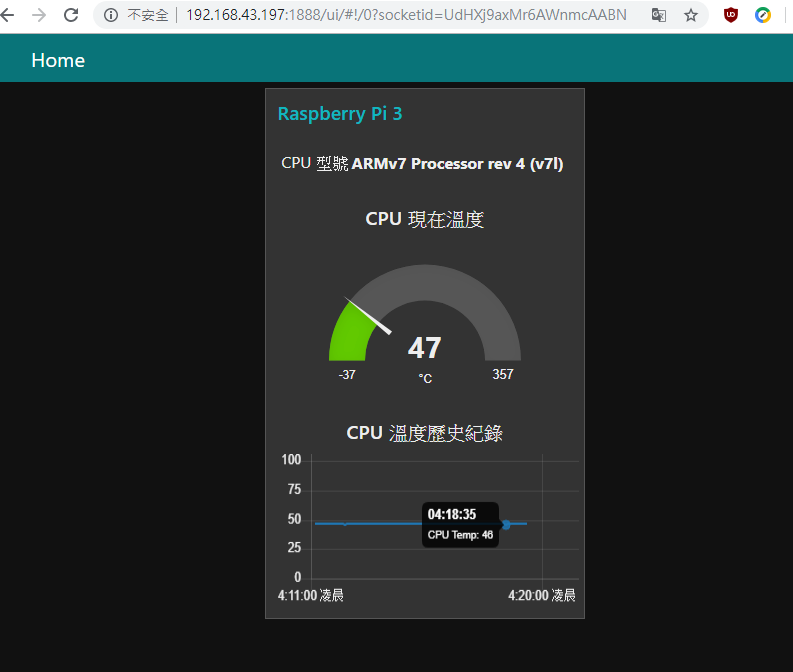 不安全 | 192.168.43.197:1888/ui/#!/0?socketid=UdHXj9axMr6AWnmcAABN
Home
Raspberry Pi 3
CPU 型號 ARMv7 Processor rev 4 (v7l)
CPU 現在溫度
47
-37 °C 357
CPU 溫度歷史紀錄
100
75
04:18:35
50
CPU Temp: 46
25
0
4:11:00 凌晨 4:20:00 凌晨